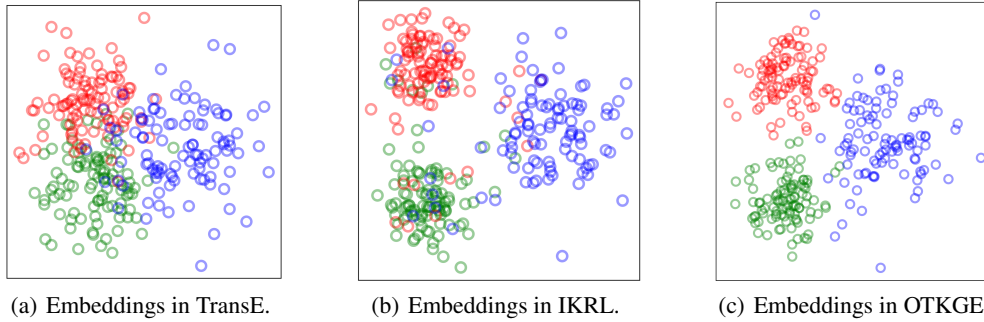 (a) Embeddings in TransE.
(b) Embeddings in IKRL.
(c) Embeddings in OTKGE